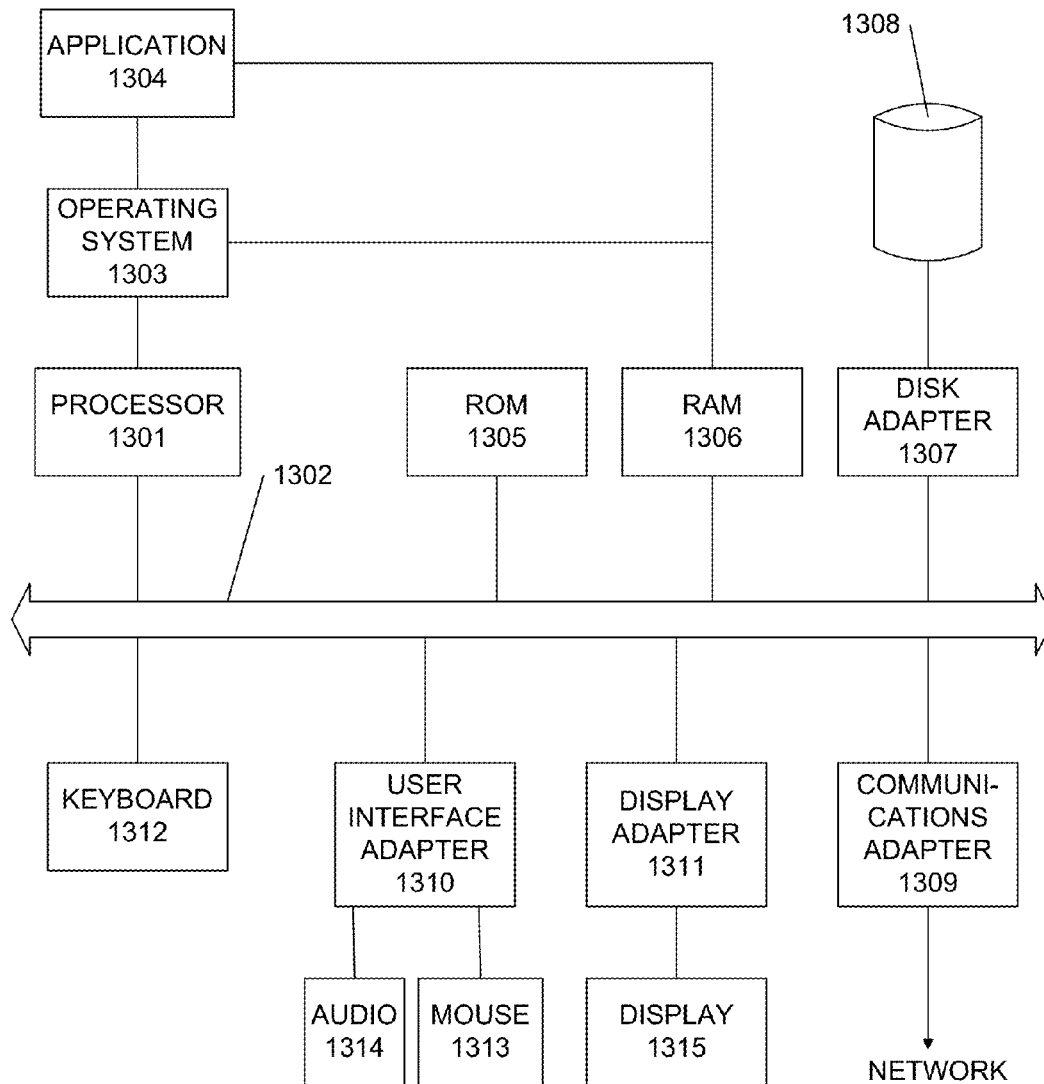 APPLICATION
1304
1308
OPERATING
SYSTEM
1303
PROCESSOR
1301
ROM
1305
RAM
1306
DISK
ADAPTER
1307
1302
KEYBOARD
1312
USER
INTERFACE
ADAPTER
1310
DISPLAY
ADAPTER
1311
COMMUNI-
CATIONS
ADAPTER
1309
AUDIO
1314
MOUSE
1313
DISPLAY
1315
NETWORK